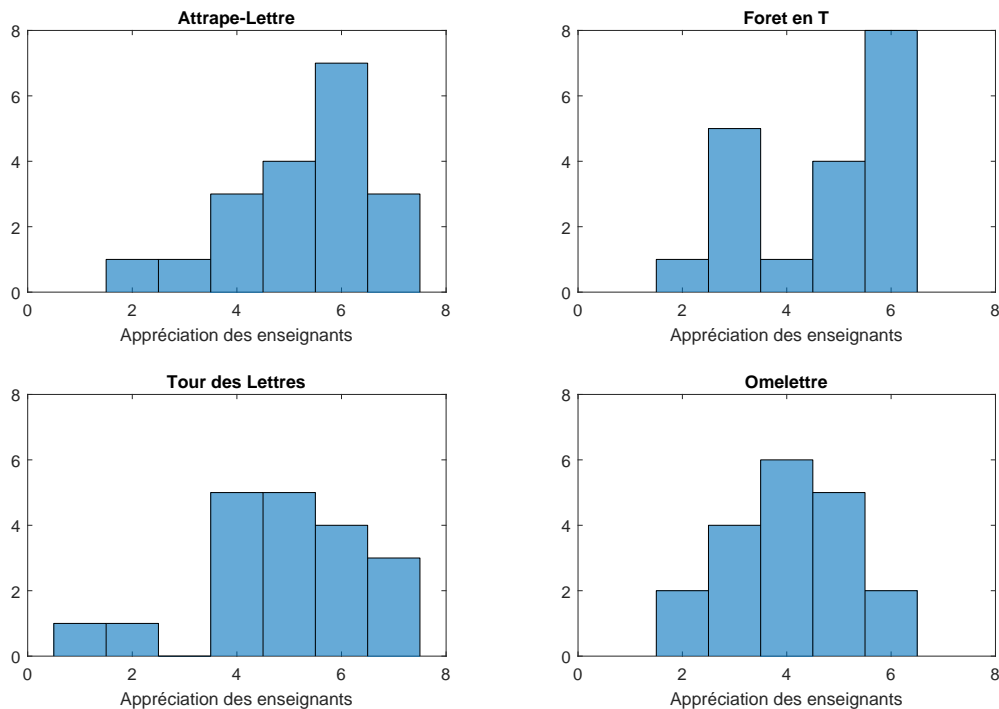 Attrape-Lettre
8
6
4
2
0
0 2 4 6 8
Appréciation des enseignants
Foret en T
8
6
4
2
0
0 2 4 6 8
Appréciation des enseignants
Tour des Lettres
8
6
4
2
0
0 2 4 6 8
Appréciation des enseignants
Omelettre
8
6
4
2
0
0 2 4 6 8
Appréciation des enseignants